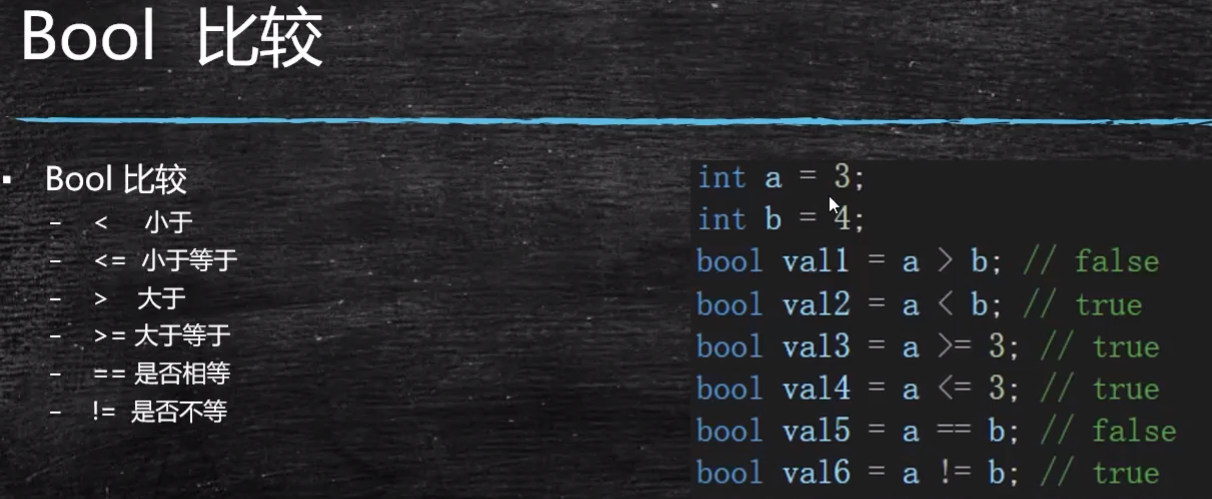 Bool 比较
Bool 比较
- < 小于
- <= 小于等于
- > 大于
- >= 大于等于
- == 是否相等
- != 是否不等
int a = 3;
int b = 4;
bool val1 = a > b; // false
bool val2 = a < b; // true
bool val3 = a >= 3; // true
bool val4 = a <= 3; // true
bool val5 = a == b; // false
bool val6 = a != b; // true